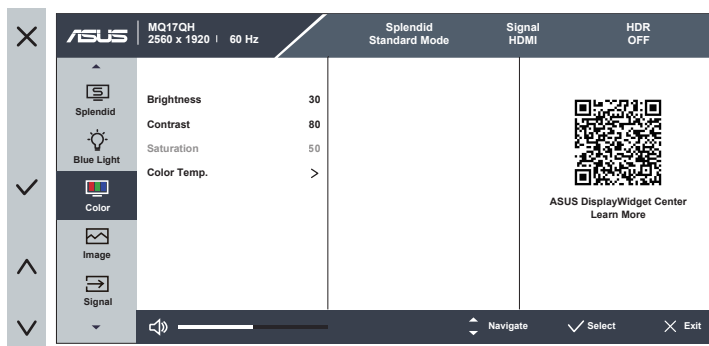 ASUS
MQ17QH
2560 x 1920 | 60 Hz
Splendid
Standard Mode
Signal
HDMI
HDR
OFF
Splendid
Blue Light
Color
Image
Signal
Brightness 30
Contrast 80
Saturation 50
Color Temp. >
ASUS DisplayWidget Center
Learn More
Navigate
Select
Exit